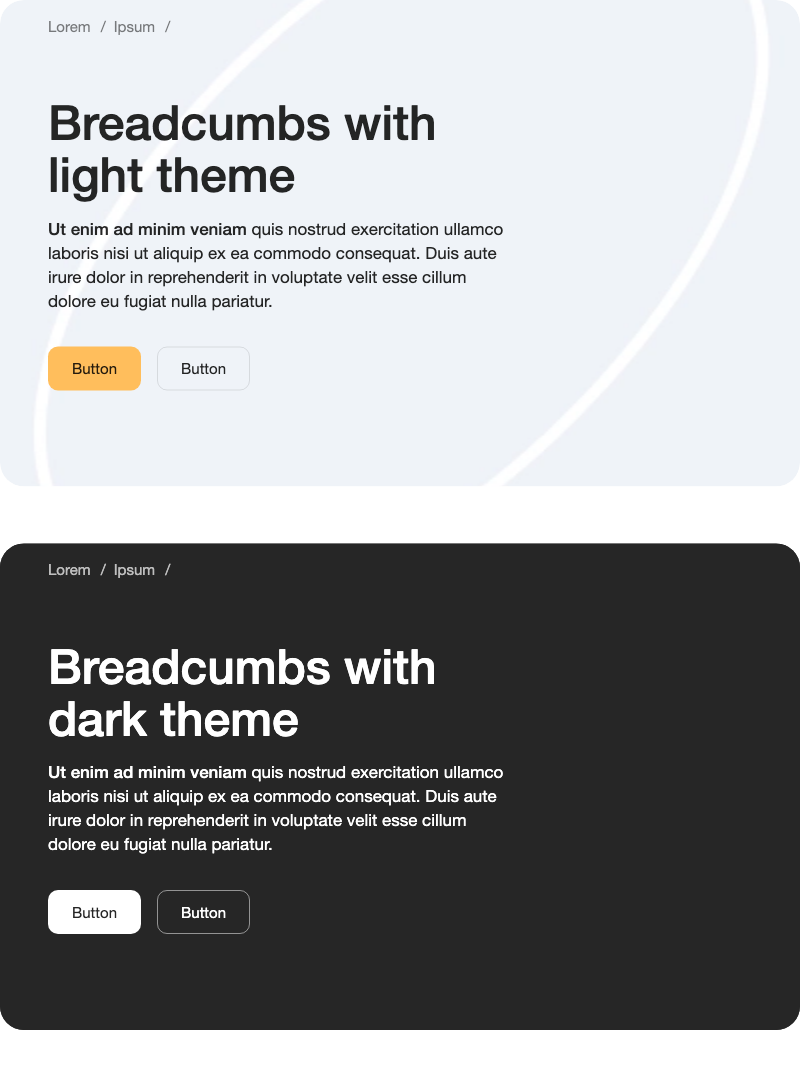 Lorem / Ipsum /
Breadcumbs with
light theme
Ut enim ad minim veniam quis nostrud exercitation ullamco
laboris nisi ut aliquip ex ea commodo consequat. Duis aute
irure dolor in reprehenderit in voluptate velit esse cillum
dolore eu fugiat nulla pariatur.
Button Button
Lorem / Ipsum /
Breadcumbs with
dark theme
Ut enim ad minim veniam quis nostrud exercitation ullamco
laboris nisi ut aliquip ex ea commodo consequat. Duis aute
irure dolor in reprehenderit in voluptate velit esse cillum
dolore eu fugiat nulla pariatur.
Button Button